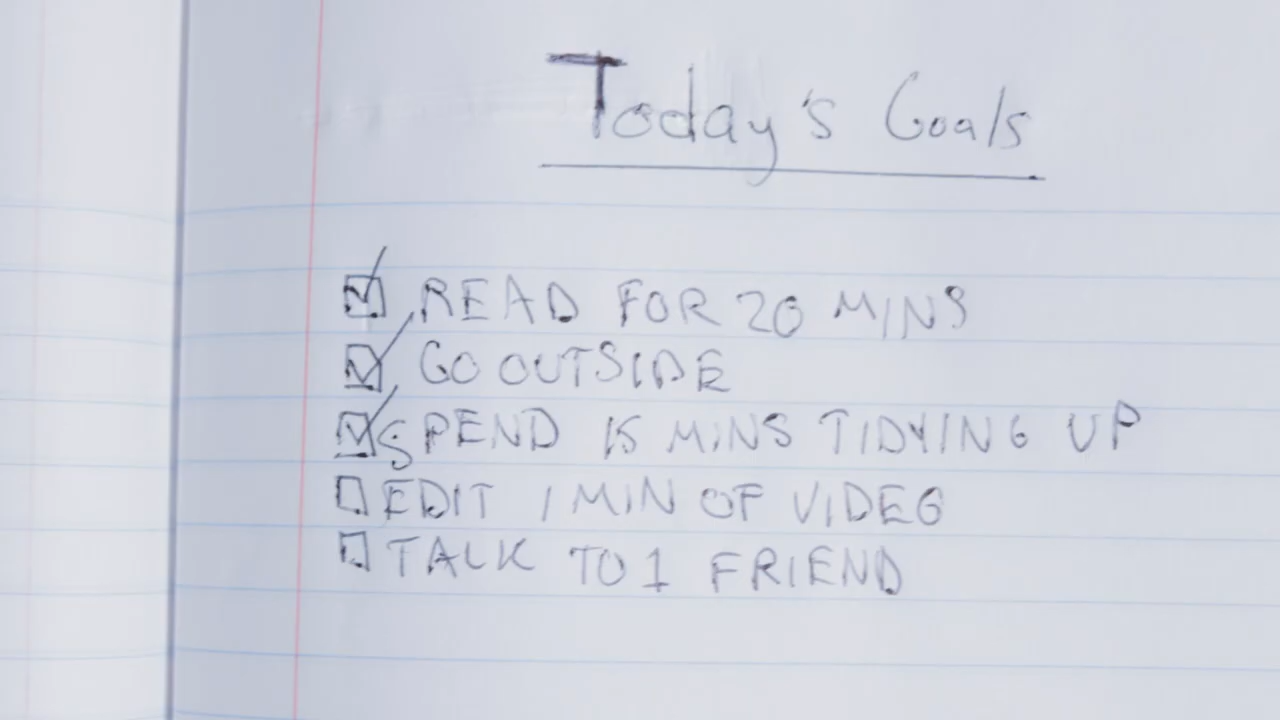 Today's Goals
☑ READ FOR 20 MINS
☑ GO OUTSIDE
☑ SPEND 15 MINS TIDYING UP
☐ EDIT 1 MIN OF VIDEO
☐ TALK TO 1 FRIEND